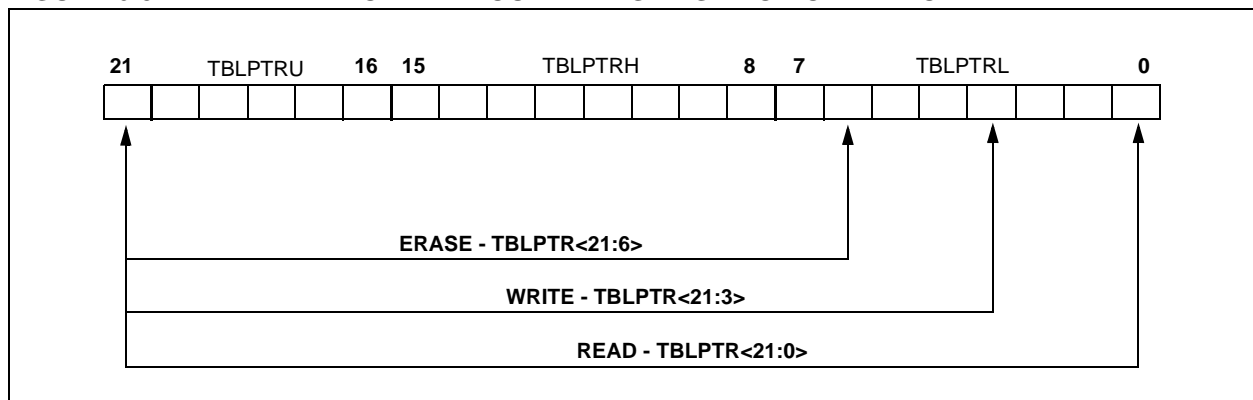 21 TBLPTRU 16 15 TBLPTRH 8 7 TBLPTRL 0
ERASE - TBLPTR<21:6>
WRITE - TBLPTR<21:3>
READ - TBLPTR<21:0>